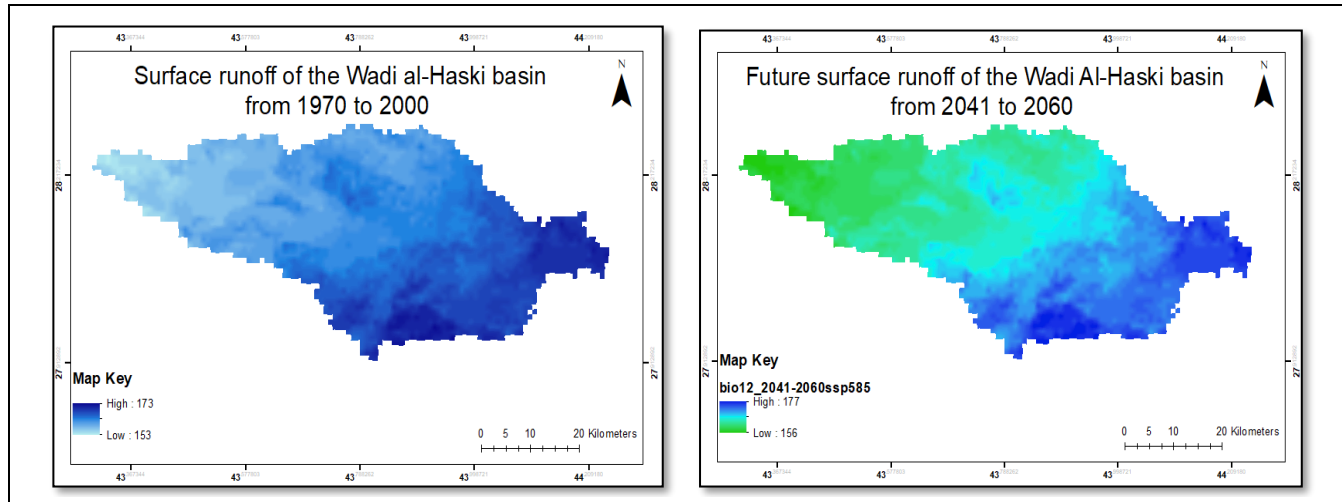 Surface runoff of the Wadi al-Haski basin
from 1970 to 2000
N
43 43 43 43 44
28
27
Map Key
High : 173
Low : 153
0 5 10 20 Kilometers
43 43 43 43 44
28
27
Future surface runoff of the Wadi Al-Haski basin
from 2041 to 2060
N
43 43 43 43 44
28
27
Map Key
bio12_2041-2060ssp585
High : 177
Low : 156
0 5 10 20 Kilometers
43 43 43 43 44
28
27